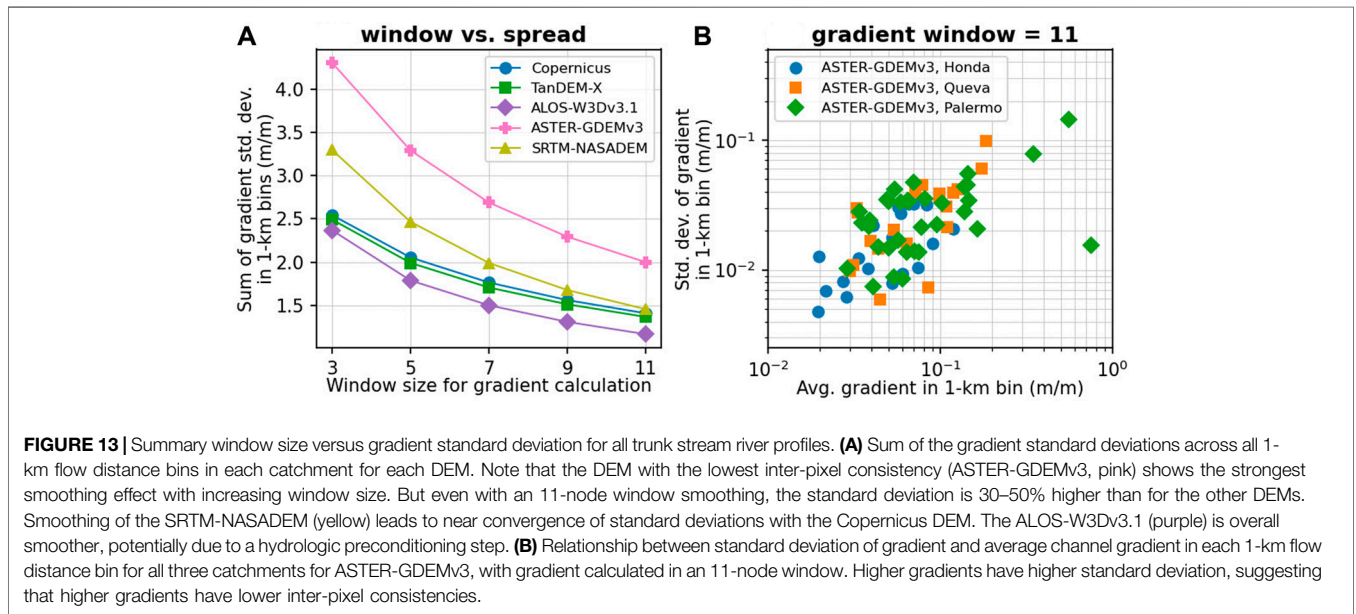 A
window vs. spread
4.0
3.5
3.0
2.5
2.0
1.5
Sum of gradient std. dev.
in 1-km bins (m/m)
Copernicus
TanDEM-X
ALOS-W3Dv3.1
ASTER-GDEMv3
SRTM-NASADEM
3 5 7 9 11
Window size for gradient calculation
B
gradient window = 11
ASTER-GDEMv3, Honda
ASTER-GDEMv3, Queva
ASTER-GDEMv3, Palermo
Std. dev. of gradient
in 1-km bin (m/m)
10⁻¹
10⁻²
10⁻² 10⁻¹ 10⁰
Avg. gradient in 1-km bin (m/m)
FIGURE 13 | Summary window size versus gradient standard deviation for all trunk stream river profiles. (A) Sum of the gradient standard deviations across all 1-
km flow distance bins in each catchment for each DEM. Note that the DEM with the lowest inter-pixel consistency (ASTER-GDEMv3, pink) shows the strongest
smoothing effect with increasing window size. But even with an 11-node window smoothing, the standard deviation is 30–50% higher than for the other DEMs.
Smoothing of the SRTM-NASADEM (yellow) leads to near convergence of standard deviations with the Copernicus DEM. The ALOS-W3Dv3.1 (purple) is overall
smoother, potentially due to a hydrologic preconditioning step. (B) Relationship between standard deviation of gradient and average channel gradient in each 1-km flow
distance bin for all three catchments for ASTER-GDEMv3, with gradient calculated in an 11-node window. Higher gradients have higher standard deviation, suggesting
that higher gradients have lower inter-pixel consistencies.